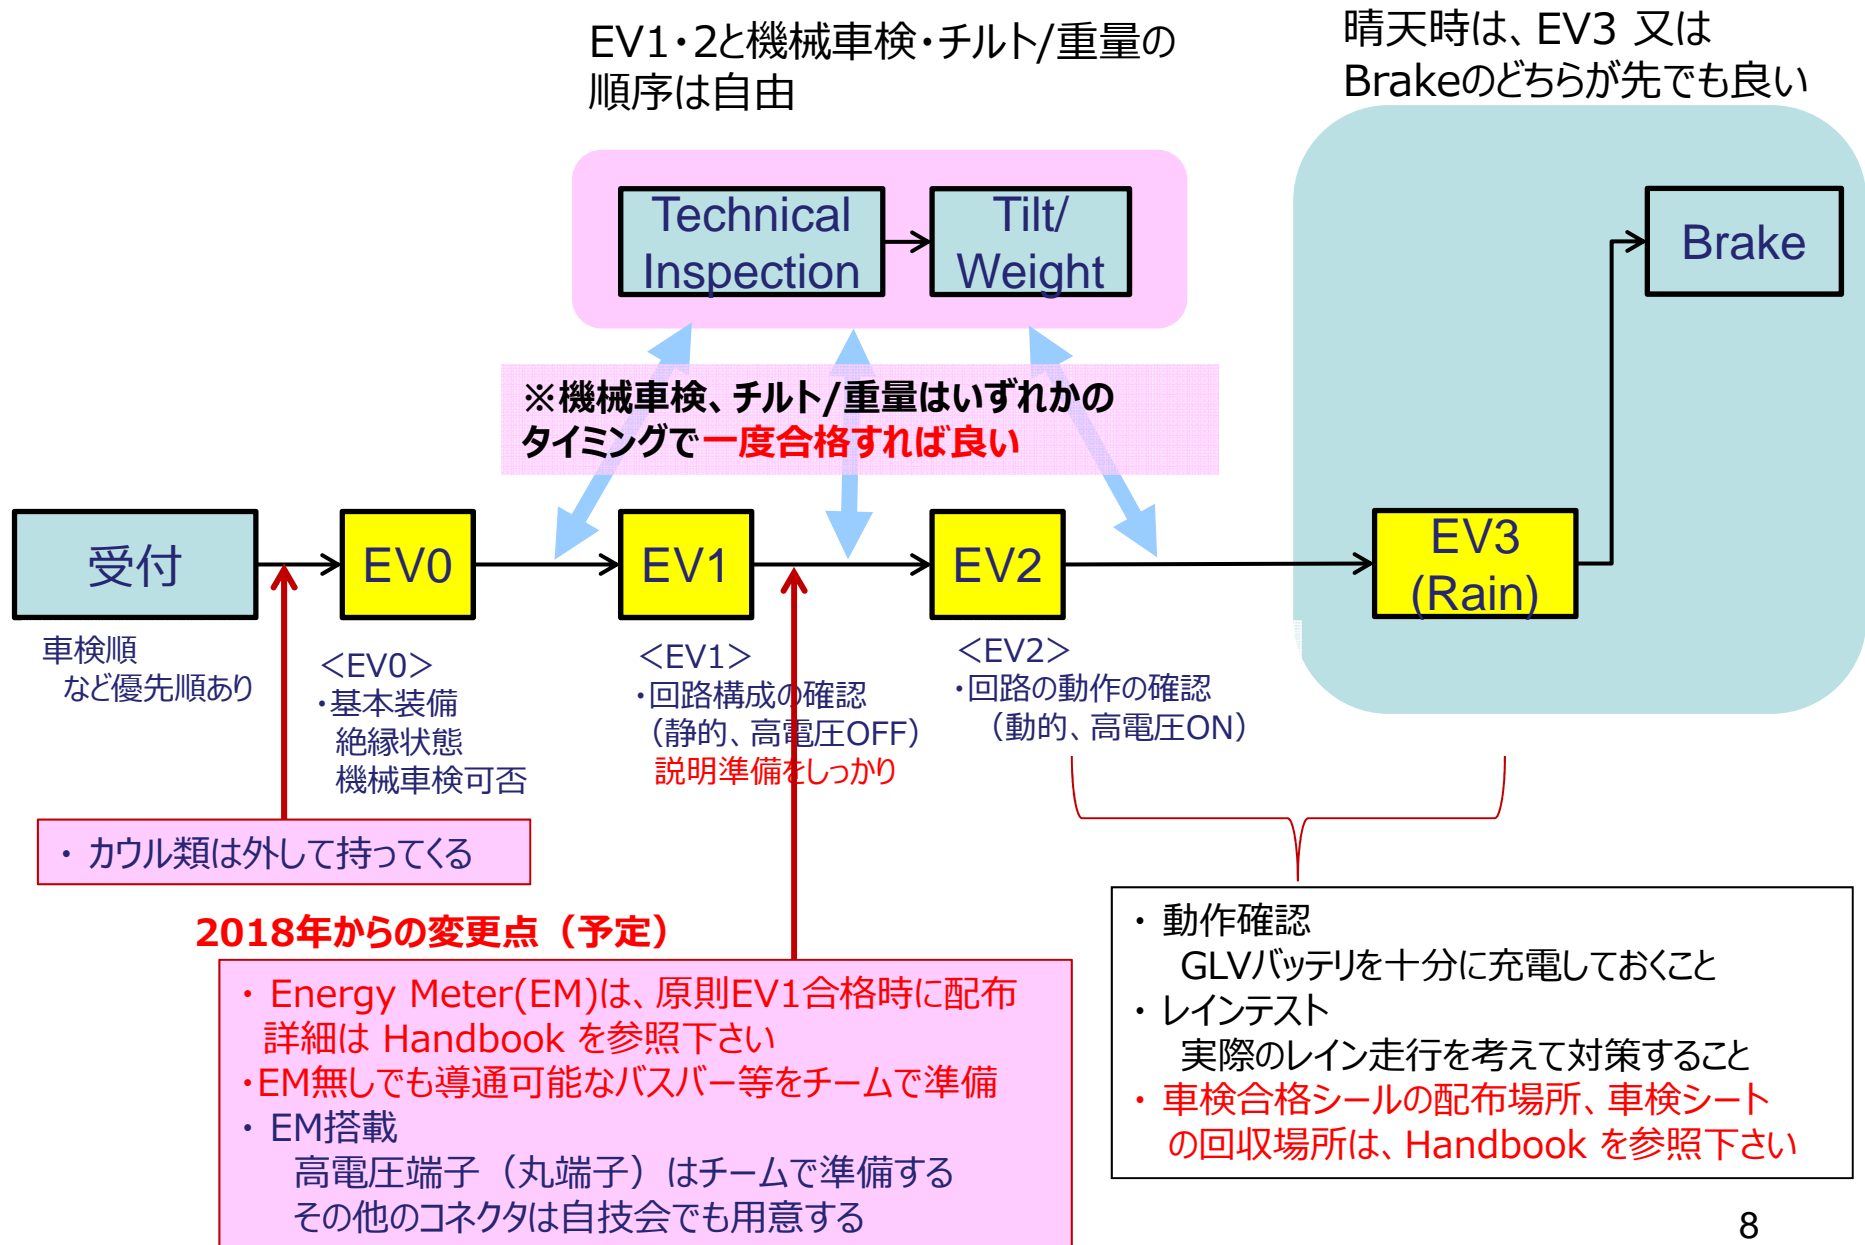 EV1・2と機械車検・チルト/重量の
順序は自由
晴天時は、EV3 又は
Brakeのどちらが先でも良い
Technical
Inspection
Tilt/
Weight
Brake
※機械車検、チルト/重量はいずれかの
タイミングで一度合格すれば良い
受付
EV0
EV1
EV2
EV3
(Rain)
車検順
など優先順あり
＜EV0＞
・基本装備
絶縁状態
機械車検可否
＜EV1＞
・回路構成の確認
（静的、高電圧OFF）
説明準備をしっかり
＜EV2＞
・回路の動作の確認
（動的、高電圧ON）
・ カウル類は外して持ってくる
2018年からの変更点（予定）
・ Energy Meter(EM)は、原則EV1合格時に配布
詳細は Handbook を参照下さい
・EM無しでも導通可能なバスバー等をチームで準備
・ EM搭載
高電圧端子（丸端子）はチームで準備する
その他のコネクタは自技会でも用意する
・ 動作確認
GLVバッテリを十分に充電しておくこと
・ レインテスト
実際のレイン走行を考えて対策すること
・ 車検合格シールの配布場所、車検シート
の回収場所は、Handbook を参照下さい
8